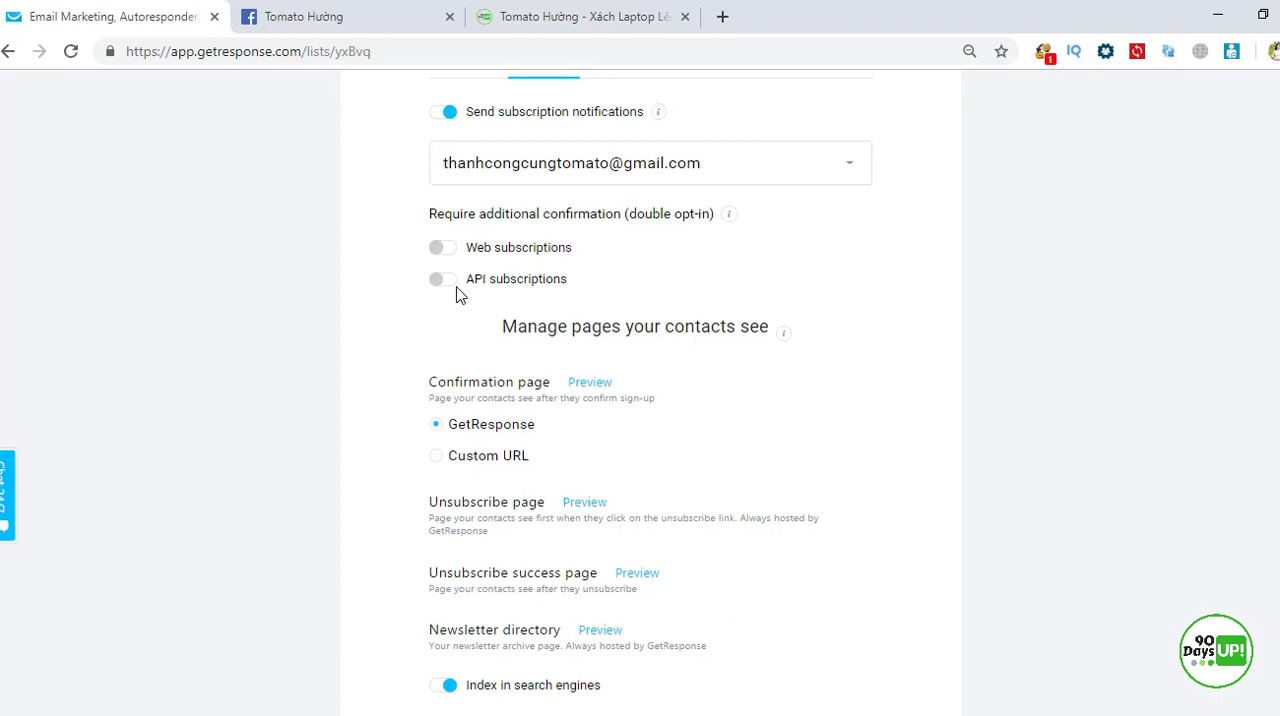 Email Marketing, Autoresponder,
Tomato Hường
Tomato Hường - Xách Laptop Lê
https://app.getresponse.com/lists/yxBvq
1
IQ
Send subscription notifications
i
thanhcongcungtomato@gmail.com
Require additional confirmation (double opt-in)
i
Web subscriptions
API subscriptions
Manage pages your contacts see
i
Confirmation page Preview
Page your contacts see after they confirm sign-up
GetResponse
Custom URL
Unsubscribe page Preview
Page your contacts see first when they click on the unsubscribe link. Always hosted by
GetResponse
Unsubscribe success page Preview
Page your contacts see after they unsubscribe
Newsletter directory Preview
Your newsletter archive page. Always hosted by GetResponse
Index in search engines
90
Days UP!